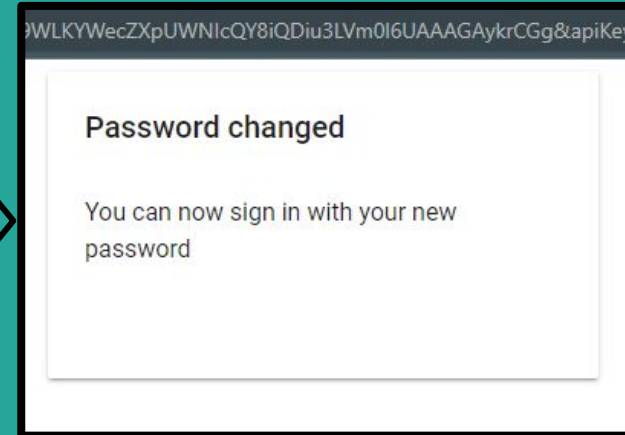 9WLKYWecZXpUWNIcQY8iQDiu3LVm0I6UAAAGAykrCGg&apiKey
Password changed
You can now sign in with your new
password